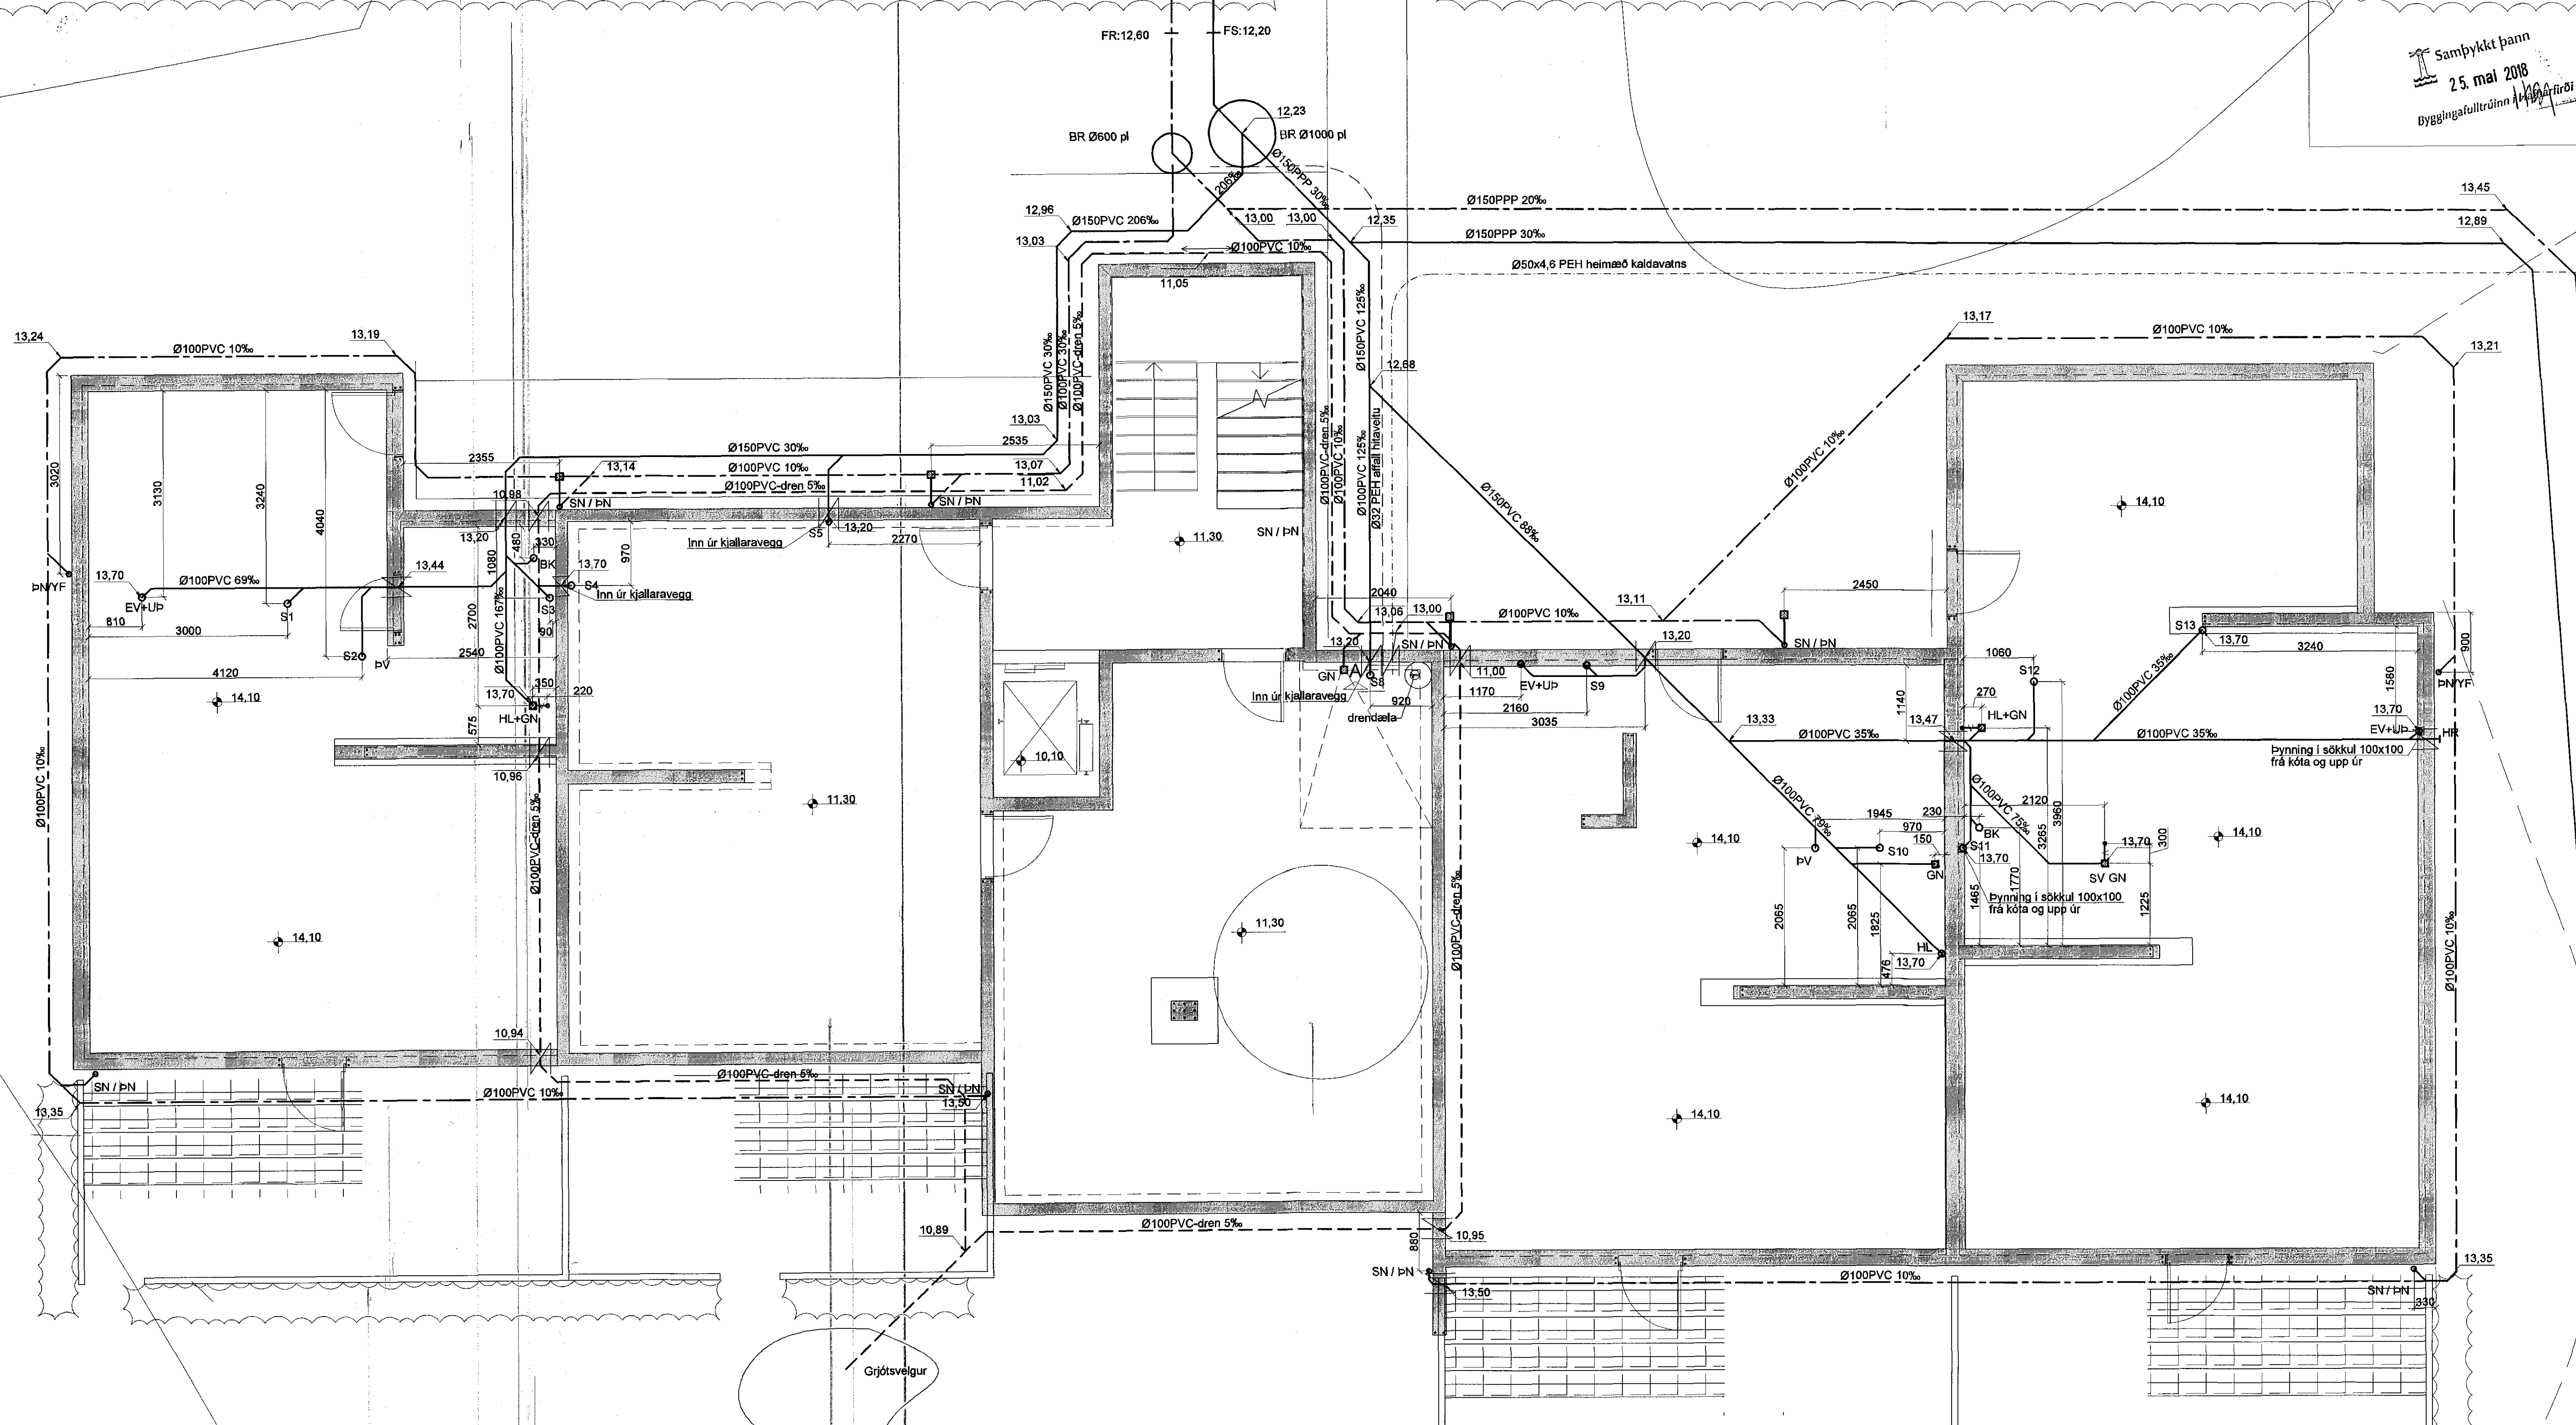 FR:12,60
FS:12,20
Samþykkt þann
25. maí 2018
Byggingafulltrúinn í Hafnarfirði
12,23
BR Ø600 pl
BR Ø1000 pl
Ø150PPP 30‰
206‰
13,45
Ø150PPP 20‰
12,96
Ø150PVC 206‰
13,00
13,00
12,35
12,89
Ø150PPP 30‰
13,03
Ø100PVC 10‰
Ø50x4,6 PEH heimæð kaldavatns
11,05
13,24
13,19
Ø100PVC 10‰
Ø150PVC 30‰
Ø100PVC 30‰
Ø100PVC-dren 5‰
Ø150PVC 125‰
12,68
13,17
Ø100PVC 10‰
13,21
13,03
2535
Ø150PVC 30‰
2355
13,14
Ø100PVC 10‰
13,07
Ø100PVC-dren 5‰
11,02
10,98
SN / ÞN
SN / ÞN
Ø100PVC-dren 5‰
Ø100PVC 10‰
Ø100PVC 125‰
Ø32 PEH affall hitaveitu
Ø150PVC 88‰
Ø100PVC 10‰
3020
3130
3240
4040
13,20
1080
480
330
970
S5
13,20
Inn úr kjallaravegg
2270
11,30
SN / ÞN
14,10
13,44
BK
13,70
S4
Inn úr kjallaravegg
ÞN/YF
13,70
Ø100PVC 69‰
EV+UÞ
S1
810
3000
S2
ÞV
4120
2700
Ø100PVC 167‰
S3
90
2540
350
220
13,70
HL+GN
575
14,10
10,96
2040
13,06
13,00
Ø100PVC 10‰
13,11
2450
13,20
SN / ÞN
SN / ÞN
13,20
GN
S8
11,00
Inn úr kjallaravegg
920
drendæla
1170
EV+UÞ
S9
2160
3035
1140
13,33
13,47
Ø100PVC 35‰
1060
S12
270
HL+GN
S13
13,70
3240
Ø100PVC 35‰
1580
900
ÞN/YF
13,70
EV+UÞ
HR
Ø100PVC 35‰
Þynning í sökkul 100x100
frá kóta og upp úr
10,10
11,30
Ø100PVC 10‰
Ø100PVC-dren 5‰
Ø100PVC 79‰
Ø100PVC 75‰
2120
1945
230
970
150
3265
3960
BK
14,10
14,10
ÞV
S10
S11
13,70
GN
13,70
300
SV GN
Þynning í sökkul 100x100
frá kóta og upp úr
2065
2065
1825
1465
1770
1225
HL
13,70
476
14,10
11,30
Ø100PVC-dren 5‰
Ø100PVC 10‰
10,94
SN / ÞN
13,35
Ø100PVC-dren 5‰
Ø100PVC 10‰
SN / ÞN
13,50
14,10
14,10
10,89
Ø100PVC-dren 5‰
10,95
880
SN / ÞN
13,50
Ø100PVC 10‰
13,35
SN / ÞN
330
Grjótsvelgur